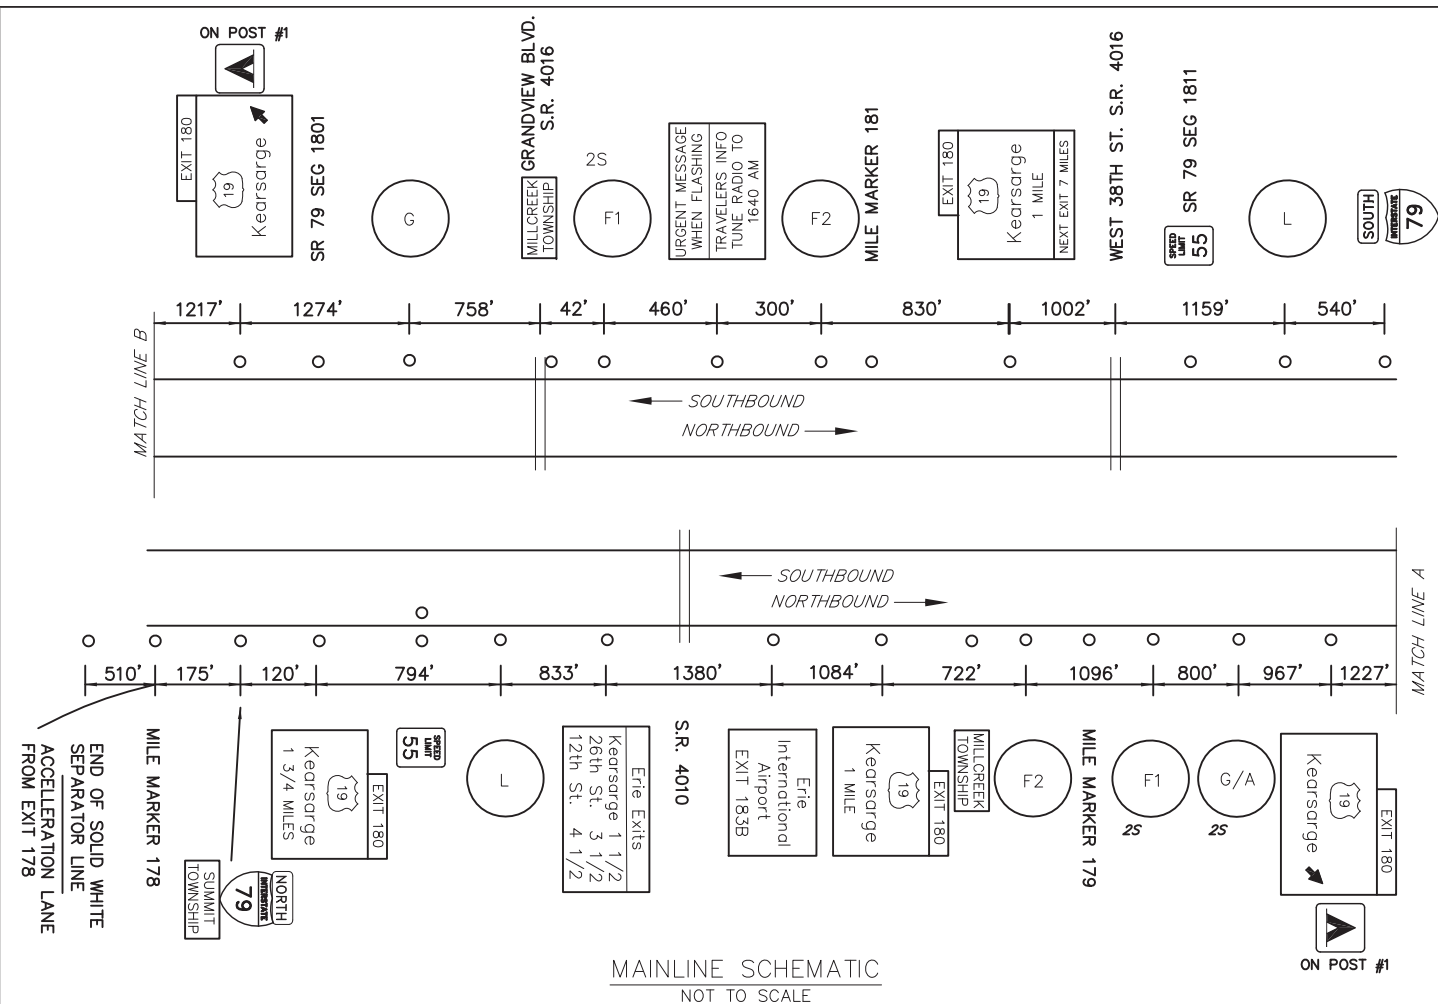 ON POST #1
EXIT 180
19
Kearsarge
SR 79 SEG 1801
G
GRANDVIEW BLVD.
S.R. 4016
MILLCREEK
TOWNSHIP
2S
F1
URGENT MESSAGE
WHEN FLASHING
TRAVELERS INFO
TUNE RADIO TO
1640 AM
F2
MILE MARKER 181
EXIT 180
19
Kearsarge
1 MILE
NEXT EXIT 7 MILES
WEST 38TH ST. S.R. 4016
SPEED
LIMIT
55
SR 79 SEG 1811
L
SOUTH
INTERSTATE
79
1217'
1274'
758'
42'
460'
300'
830'
1002'
1159'
540'
MATCH LINE B
SOUTHBOUND
NORTHBOUND
SOUTHBOUND
NORTHBOUND
MATCH LINE A
510'
175'
120'
794'
833'
1380'
1084'
722'
1096'
800'
967'
1227'
END OF SOLID WHITE
SEPARATOR LINE
ACCELLERATION LANE
FROM EXIT 178
MILE MARKER 178
NORTH
INTERSTATE
79
SUMMIT
TOWNSHIP
EXIT 180
19
Kearsarge
1 3/4 MILES
SPEED
LIMIT
55
L
Erie Exits
Kearsarge 1 1/2
26th St. 3 1/2
12th St. 4 1/2
S.R. 4010
Erie
International
Airport
EXIT 183B
EXIT 180
19
Kearsarge
1 MILE
MILLCREEK
TOWNSHIP
F2
MILE MARKER 179
F1
2S
G/A
2S
EXIT 180
19
Kearsarge
ON POST #1
MAINLINE SCHEMATIC
NOT TO SCALE